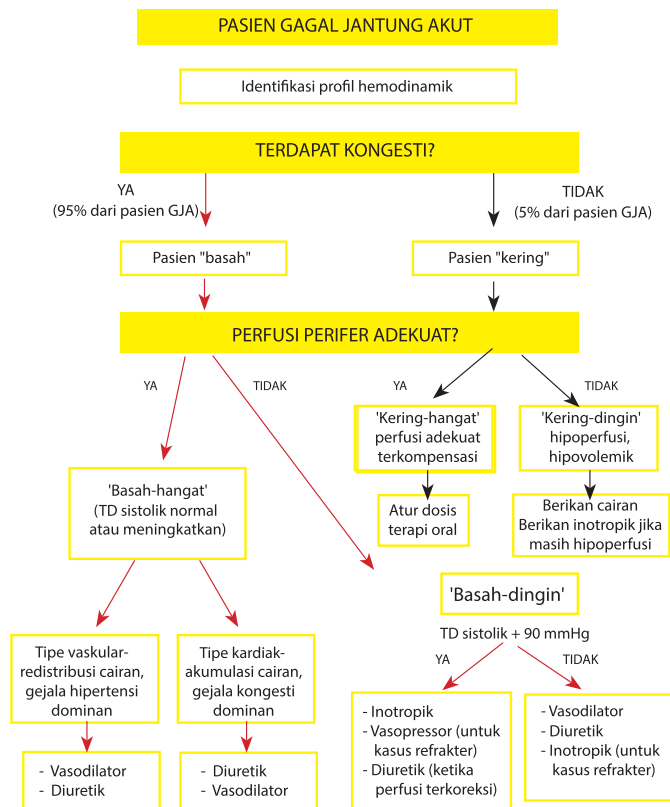 PASIEN GAGAL JANTUNG AKUT
Identifikasi profil hemodinamik
TERDAPAT KONGESTI?
YA
(95% dari pasien GJA)
TIDAK
(5% dari pasien GJA)
Pasien "basah"
Pasien "kering"
PERFUSI PERIFER ADEKUAT?
YA
TIDAK
YA
TIDAK
'Kering-hangat'
perfusi adekuat
terkompensasi
'Kering-dingin'
hipoperfusi,
hipovolemik
'Basah-hangat'
(TD sistolik normal
atau meningkatkan)
Atur dosis
terapi oral
Berikan cairan
Berikan inotropik jika
masih hipoperfusi
'Basah-dingin'
TD sistolik + 90 mmHg
YA
TIDAK
Tipe vaskular-
redistribusi cairan,
gejala hipertensi
dominan
Tipe kardiak-
akumulasi cairan,
gejala kongesti
dominan
- Inotropik
- Vasopressor (untuk
kasus refrakter)
- Diuretik (ketika
perfusi terkoreksi)
- Vasodilator
- Diuretik
- Inotropik (untuk
kasus refrakter)
- Vasodilator
- Diuretik
- Diuretik
- Vasodilator